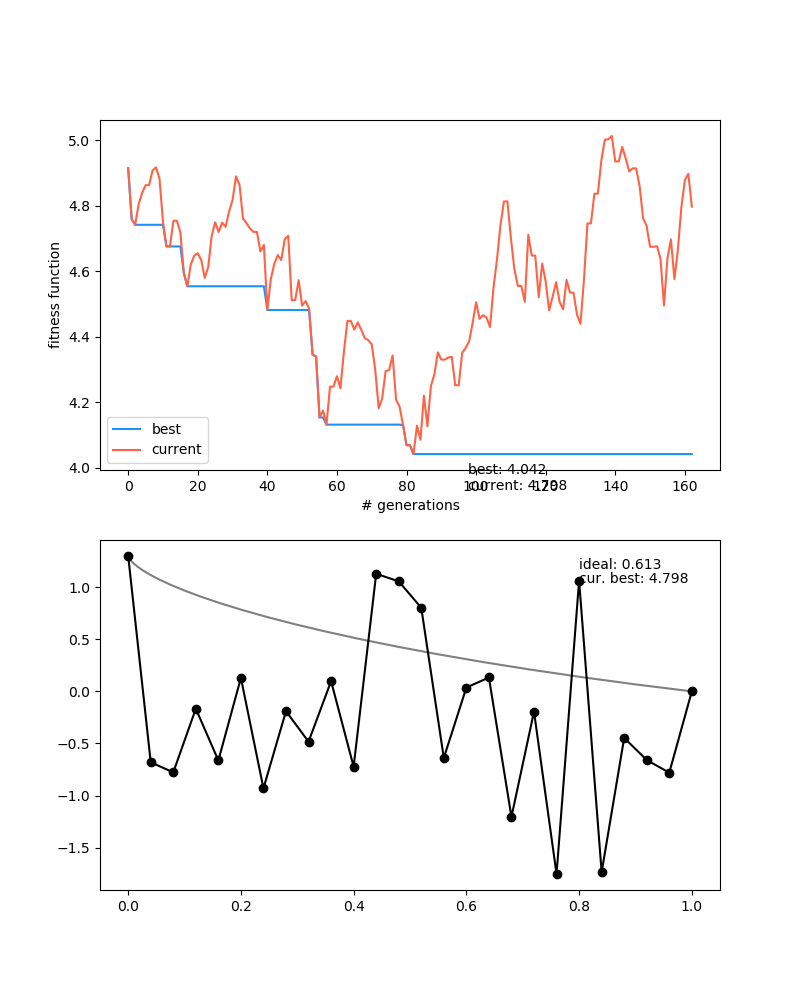 5.0
4.8
4.6
4.4
4.2
4.0
fitness function
best
current
best: 4.042
current: 4.798
0 20 40 60 80 100 120 140 160
# generations
ideal: 0.613
cur. best: 4.798
1.0
0.5
0.0
−0.5
−1.0
−1.5
0.0 0.2 0.4 0.6 0.8 1.0